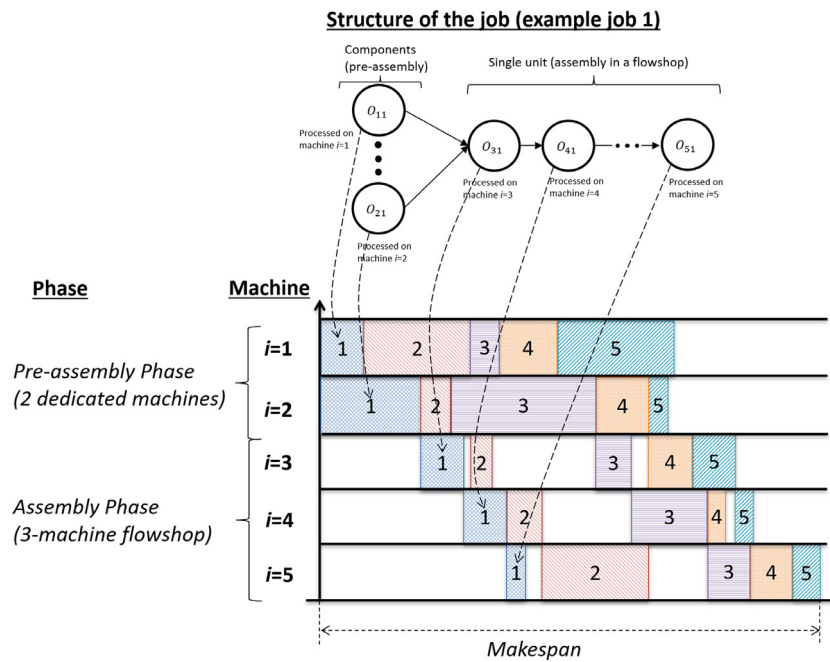 Structure of the job (example job 1)
Components
(pre-assembly)
Single unit (assembly in a flowshop)
O11
Processed on
machine i=1
O31
O41
O51
Processed on
machine i=3
Processed on
machine i=4
Processed on
machine i=5
O21
Processed on
machine i=2
Phase
Machine
Pre-assembly Phase
(2 dedicated machines)
i=1
1 2 3 4 5
i=2
1 2 3 4 5
Assembly Phase
(3-machine flowshop)
i=3
1 2 3 4 5
i=4
1 2 3 4 5
i=5
1 2 3 4 5
Makespan